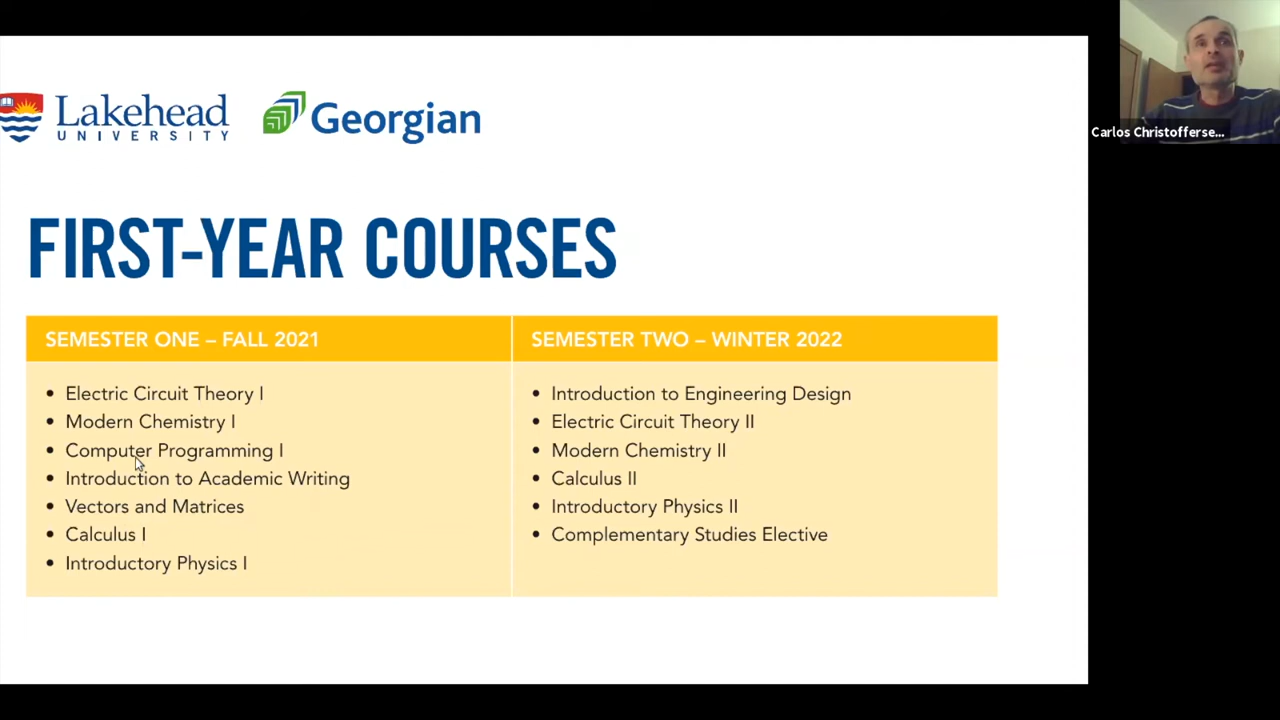 Lakehead
UNIVERSITY
Georgian
Carlos Christofferse...
FIRST-YEAR COURSES
SEMESTER ONE – FALL 2021
• Electric Circuit Theory I
• Modern Chemistry I
• Computer Programming I
• Introduction to Academic Writing
• Vectors and Matrices
• Calculus I
• Introductory Physics I
SEMESTER TWO – WINTER 2022
• Introduction to Engineering Design
• Electric Circuit Theory II
• Modern Chemistry II
• Calculus II
• Introductory Physics II
• Complementary Studies Elective